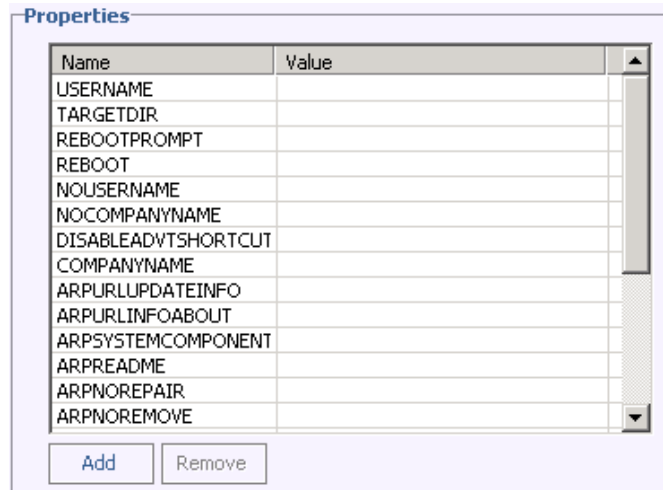 Properties
Name Value
USERNAME
TARGETDIR
REBOOTPROMPT
REBOOT
NOUSERNAME
NOCOMPANYNAME
DISABLEADVTSHORTCUT
COMPANYNAME
ARPURLUPDATEINFO
ARPURLINFOABOUT
ARPSYSTEMCOMPONENT
ARPREADME
ARPNOREPAIR
ARPNOREMOVE
Add Remove